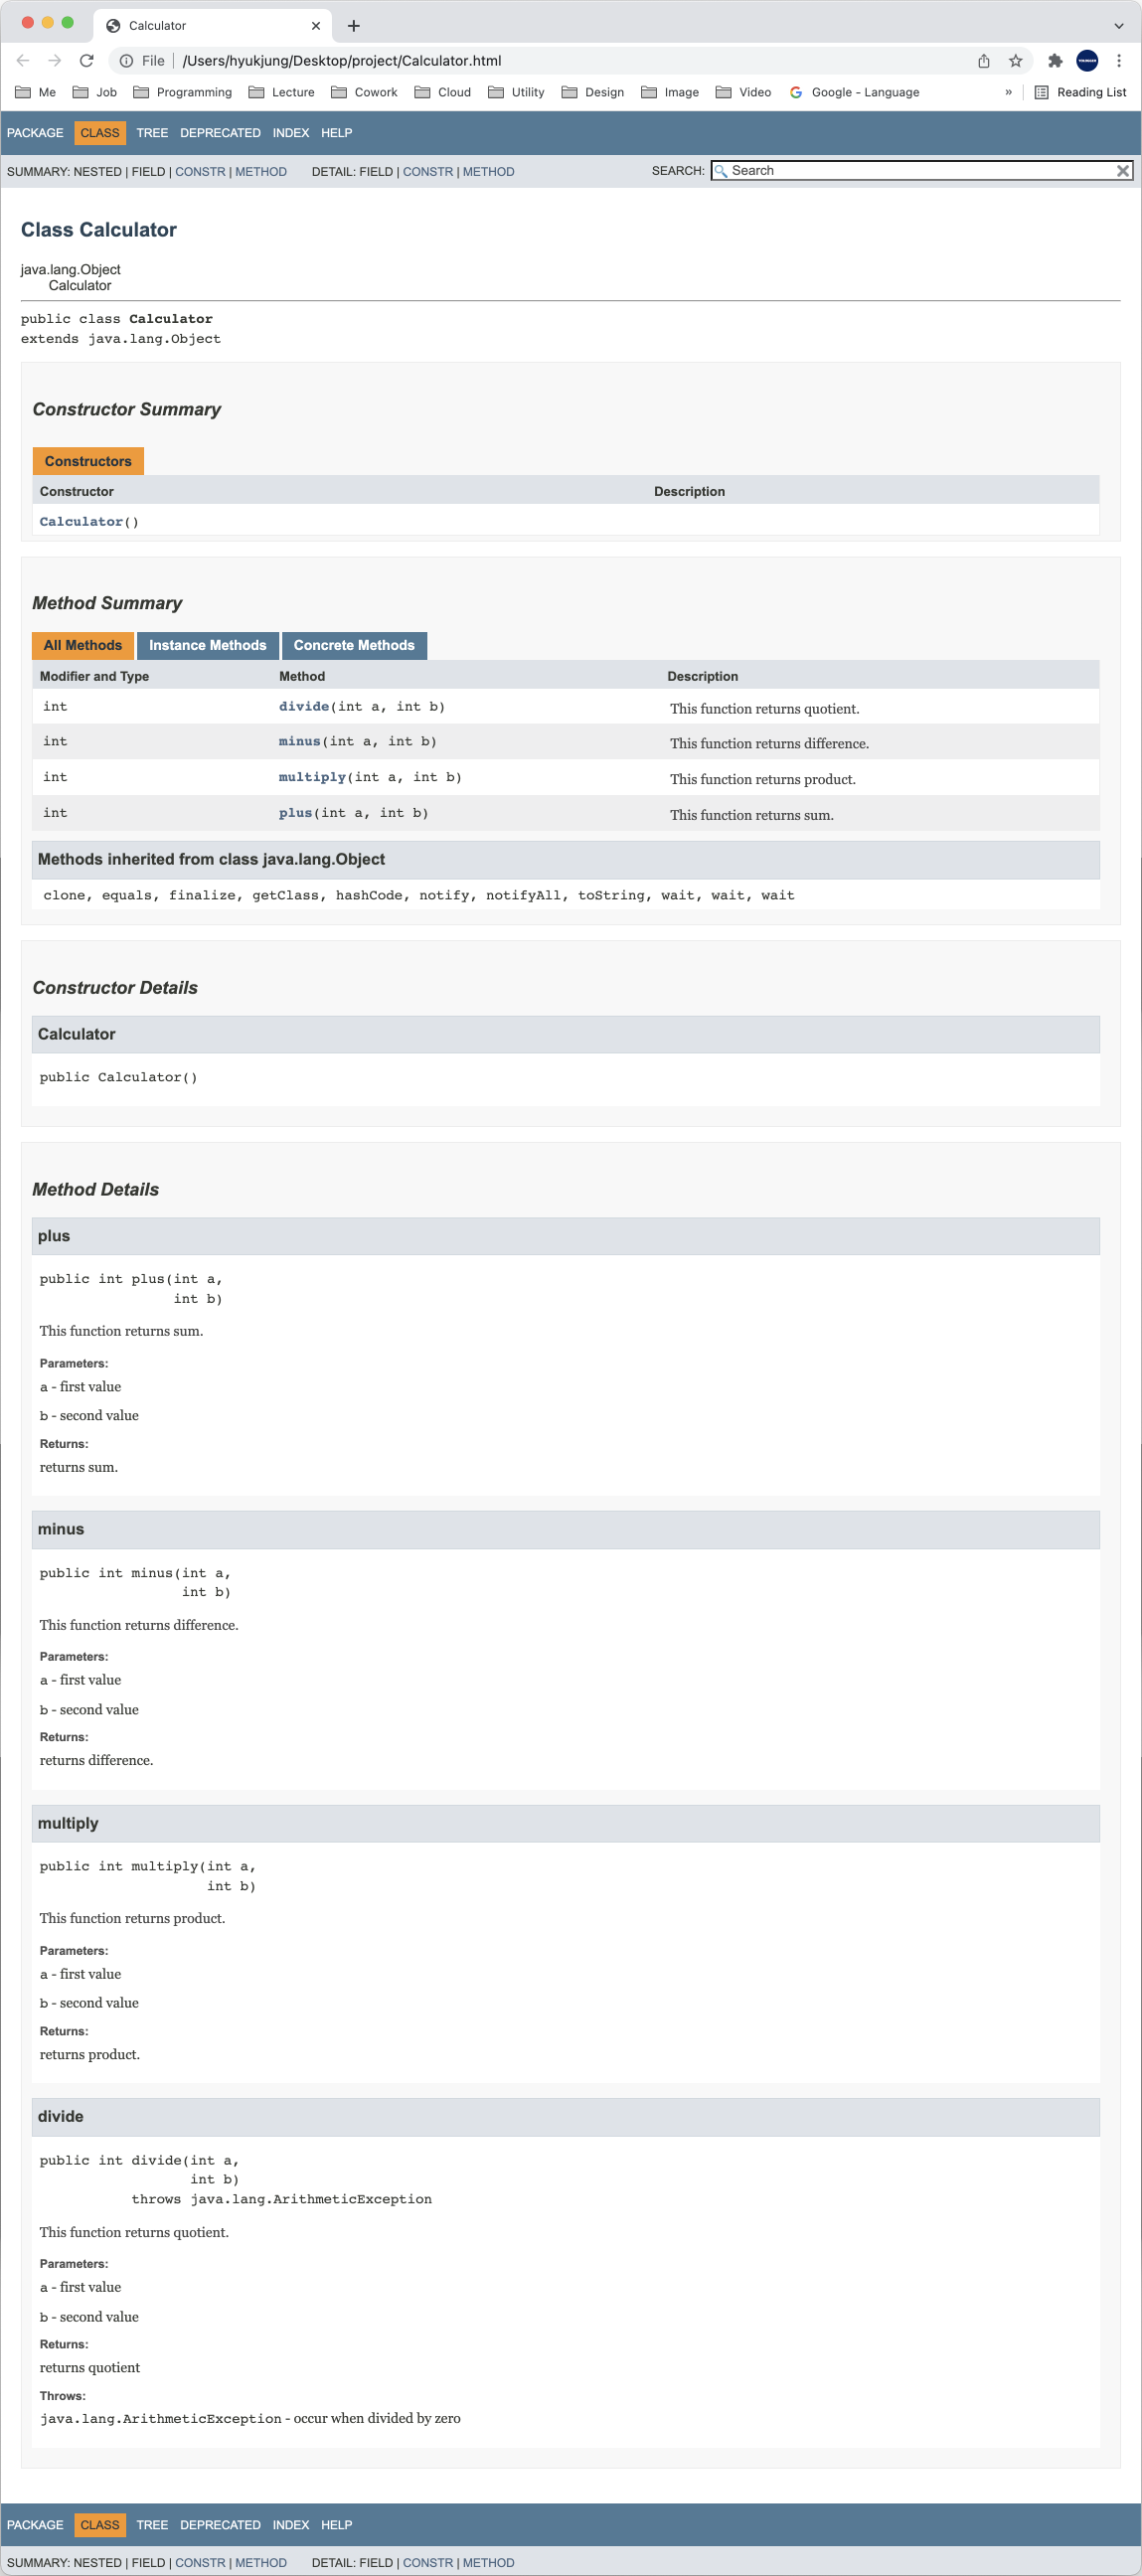 Calculator
File /Users/hyukjung/Desktop/project/Calculator.html
Me Job Programming Lecture Cowork Cloud Utility Design Image Video Google - Language » Reading List
PACKAGE CLASS TREE DEPRECATED INDEX HELP
SUMMARY: NESTED | FIELD | CONSTR | METHOD DETAIL: FIELD | CONSTR | METHOD SEARCH: Search
Class Calculator
java.lang.Object
Calculator
public class Calculator
extends java.lang.Object
Constructor Summary
Constructors
Constructor Description
Calculator()
Method Summary
All Methods Instance Methods Concrete Methods
Modifier and Type Method Description
int divide(int a, int b) This function returns quotient.
int minus(int a, int b) This function returns difference.
int multiply(int a, int b) This function returns product.
int plus(int a, int b) This function returns sum.
Methods inherited from class java.lang.Object
clone, equals, finalize, getClass, hashCode, notify, notifyAll, toString, wait, wait, wait
Constructor Details
Calculator
public Calculator()
Method Details
plus
public int plus(int a,
int b)
This function returns sum.
Parameters:
a - first value
b - second value
Returns:
returns sum.
minus
public int minus(int a,
int b)
This function returns difference.
Parameters:
a - first value
b - second value
Returns:
returns difference.
multiply
public int multiply(int a,
int b)
This function returns product.
Parameters:
a - first value
b - second value
Returns:
returns product.
divide
public int divide(int a,
int b)
throws java.lang.ArithmeticException
This function returns quotient.
Parameters:
a - first value
b - second value
Returns:
returns quotient
Throws:
java.lang.ArithmeticException - occur when divided by zero
PACKAGE CLASS TREE DEPRECATED INDEX HELP
SUMMARY: NESTED | FIELD | CONSTR | METHOD DETAIL: FIELD | CONSTR | METHOD